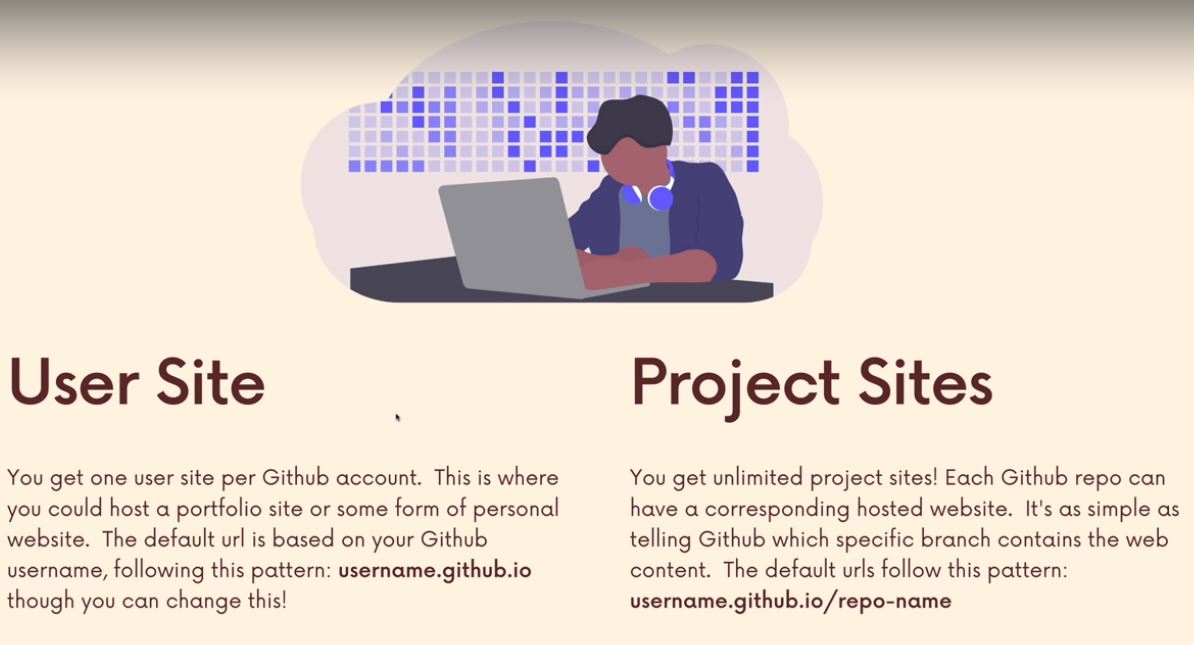 User Site
You get one user site per Github account.  This is where
you could host a portfolio site or some form of personal
website.  The default url is based on your Github
username, following this pattern: username.github.io
though you can change this!
Project Sites
You get unlimited project sites! Each Github repo can
have a corresponding hosted website.  It's as simple as
telling Github which specific branch contains the web
content.  The default urls follow this pattern:
username.github.io/repo-name